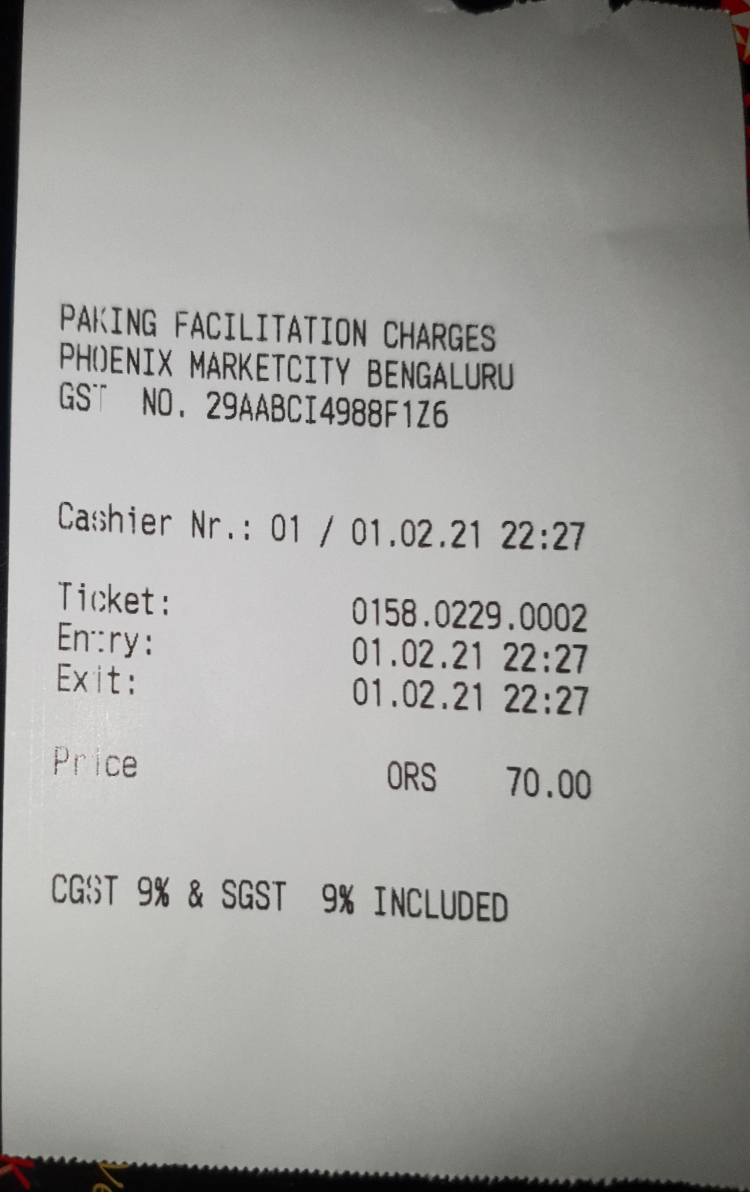 PAKING FACILITATION CHARGES
PHOENIX MARKETCITY BENGALURU
GST NO. 29AABCI4988F1Z6
Cashier Nr.: 01 / 01.02.21 22:27
Ticket: 0158.0229.0002
Entry: 01.02.21 22:27
Exit: 01.02.21 22:27
Price ORS 70.00
CGST 9% & SGST 9% INCLUDED